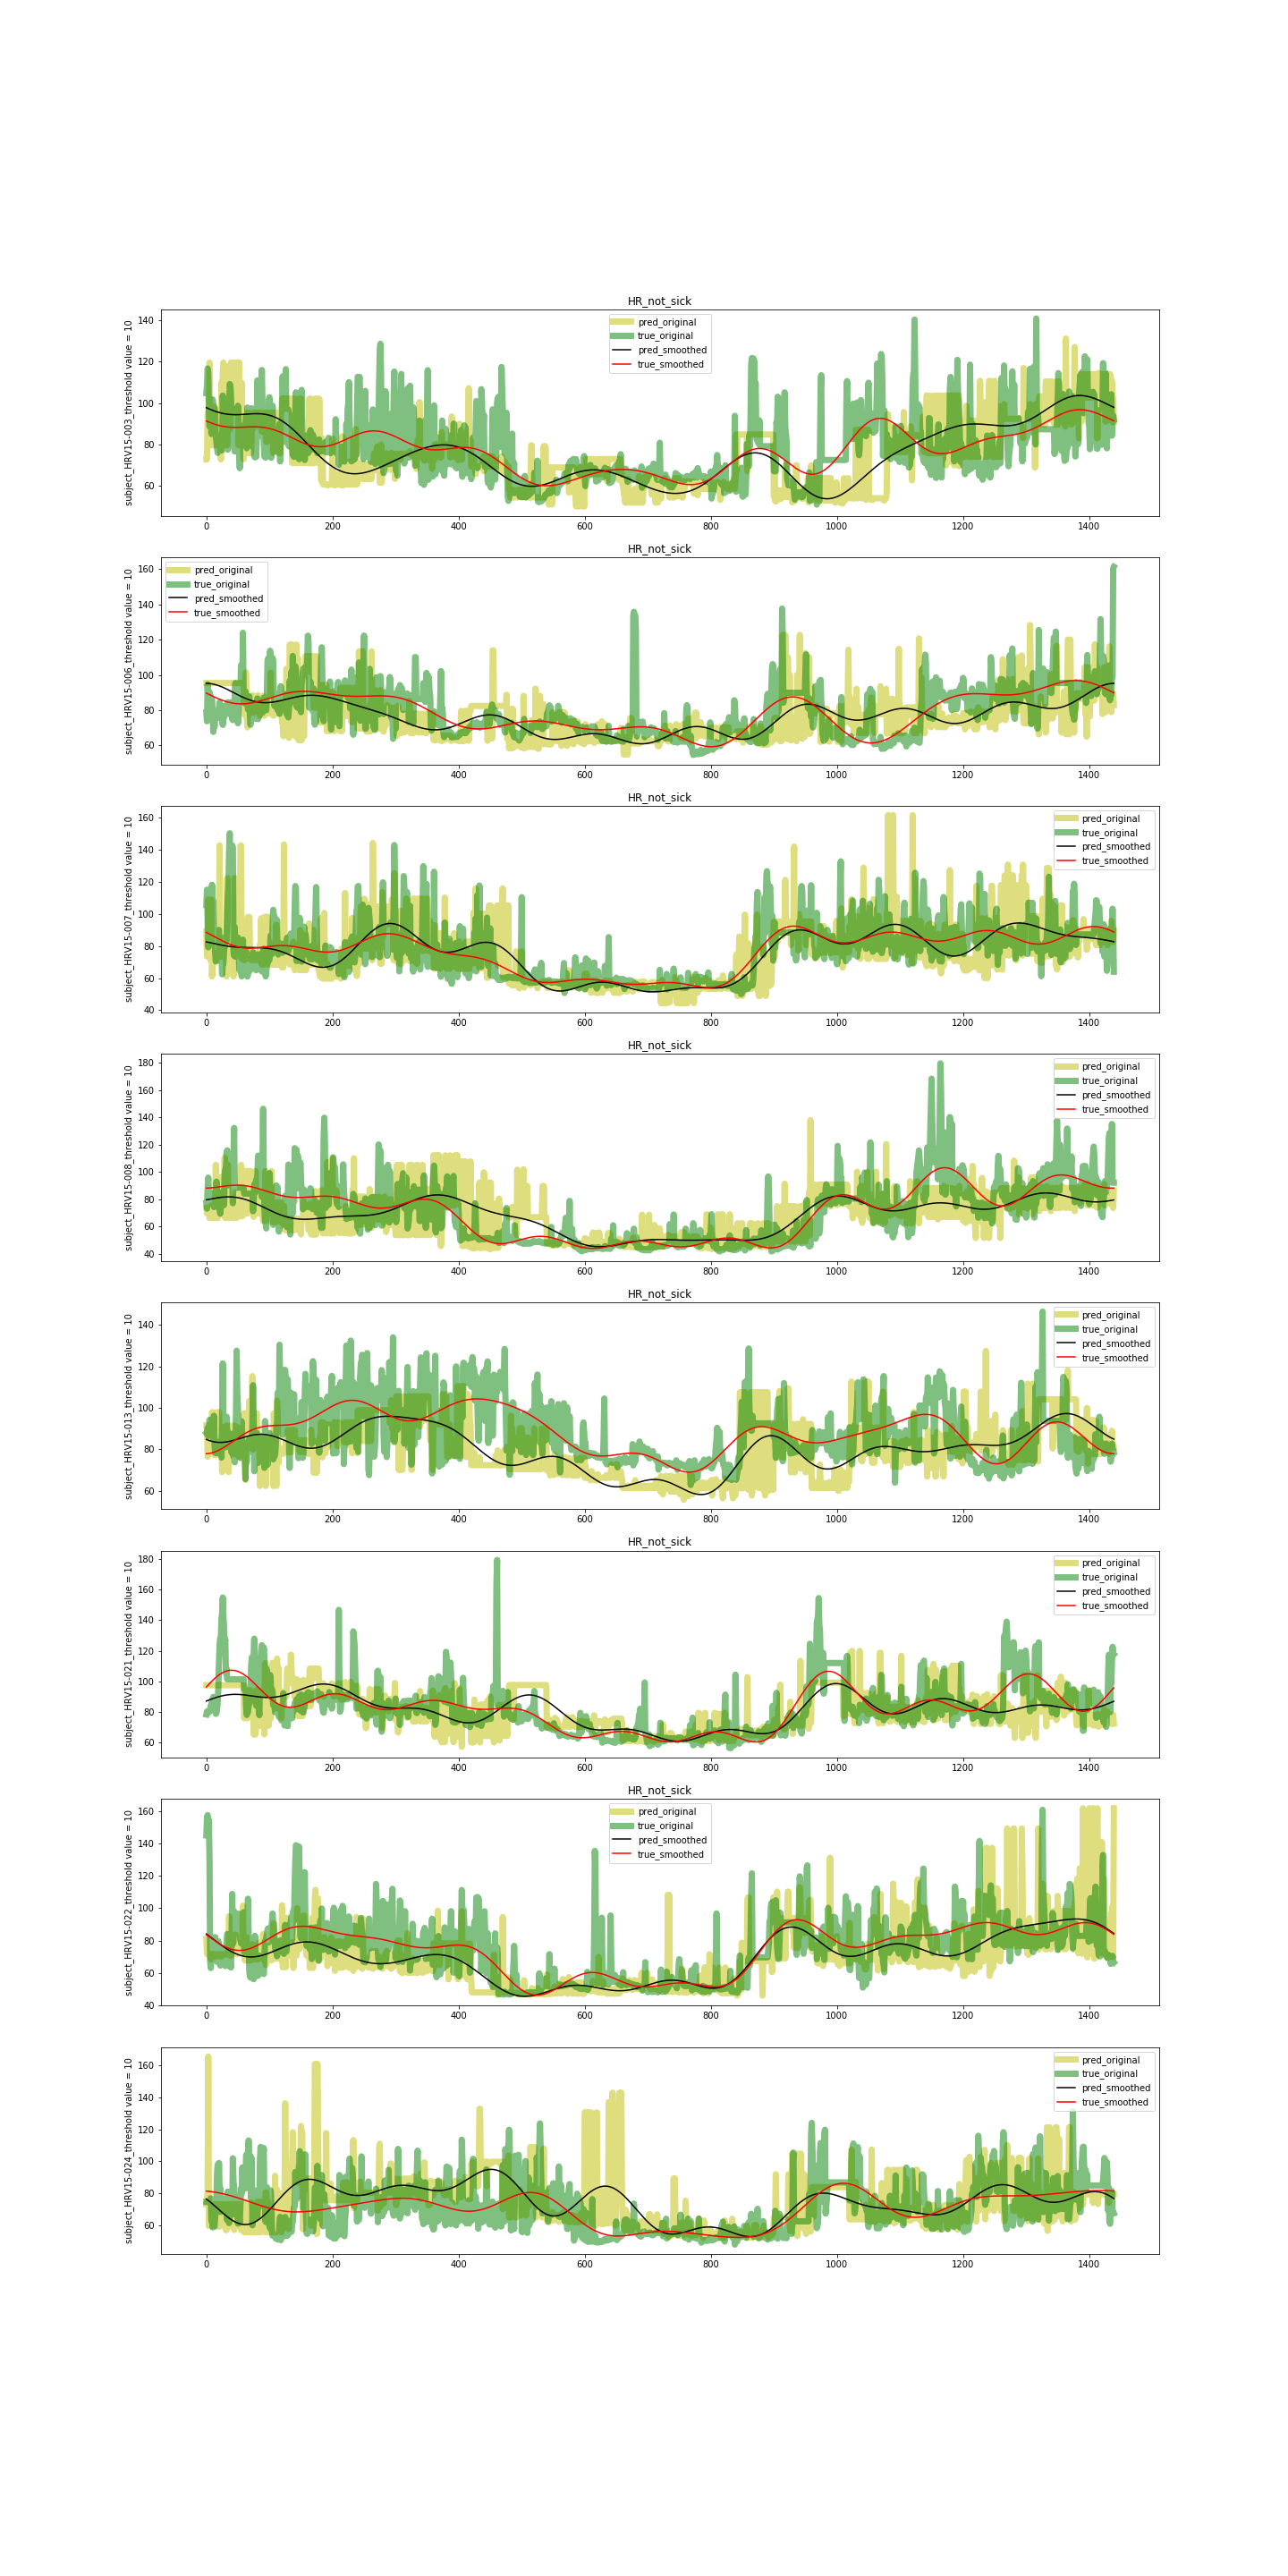 HR_not_sick
subject_HRV15-003_threshold value = 10
140
120
100
80
60
pred_original
true_original
pred_smoothed
true_smoothed
0 200 400 600 800 1000 1200 1400
HR_not_sick
subject_HRV15-006_threshold value = 10
160
140
120
100
80
60
pred_original
true_original
pred_smoothed
true_smoothed
0 200 400 600 800 1000 1200 1400
HR_not_sick
subject_HRV15-007_threshold value = 10
160
140
120
100
80
60
40
pred_original
true_original
pred_smoothed
true_smoothed
0 200 400 600 800 1000 1200 1400
HR_not_sick
subject_HRV15-008_threshold value = 10
180
160
140
120
100
80
60
40
pred_original
true_original
pred_smoothed
true_smoothed
0 200 400 600 800 1000 1200 1400
HR_not_sick
subject_HRV15-013_threshold value = 10
140
120
100
80
60
pred_original
true_original
pred_smoothed
true_smoothed
0 200 400 600 800 1000 1200 1400
HR_not_sick
subject_HRV15-021_threshold value = 10
180
160
140
120
100
80
60
pred_original
true_original
pred_smoothed
true_smoothed
0 200 400 600 800 1000 1200 1400
HR_not_sick
subject_HRV15-022_threshold value = 10
160
140
120
100
80
60
40
pred_original
true_original
pred_smoothed
true_smoothed
0 200 400 600 800 1000 1200 1400
subject_HRV15-024_threshold value = 10
160
140
120
100
80
60
pred_original
true_original
pred_smoothed
true_smoothed
0 200 400 600 800 1000 1200 1400